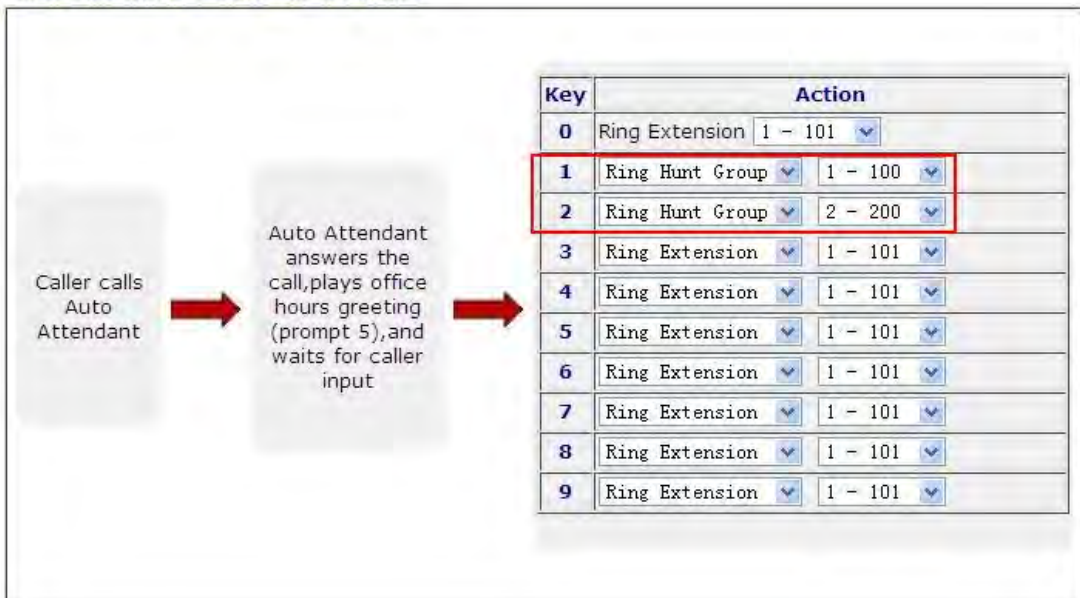 Caller calls
Auto
Attendant
Auto Attendant
answers the
call,plays office
hours greeting
(prompt 5),and
waits for caller
input
Key Action
0 Ring Extension 1 - 101
1 Ring Hunt Group 1 - 100
2 Ring Hunt Group 2 - 200
3 Ring Extension 1 - 101
4 Ring Extension 1 - 101
5 Ring Extension 1 - 101
6 Ring Extension 1 - 101
7 Ring Extension 1 - 101
8 Ring Extension 1 - 101
9 Ring Extension 1 - 101